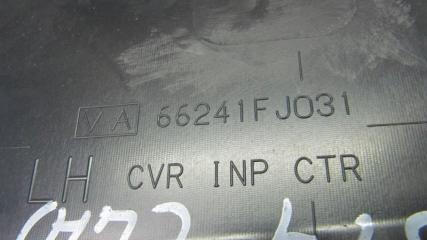 VA 66241FJ031
LH CVR INP CTR